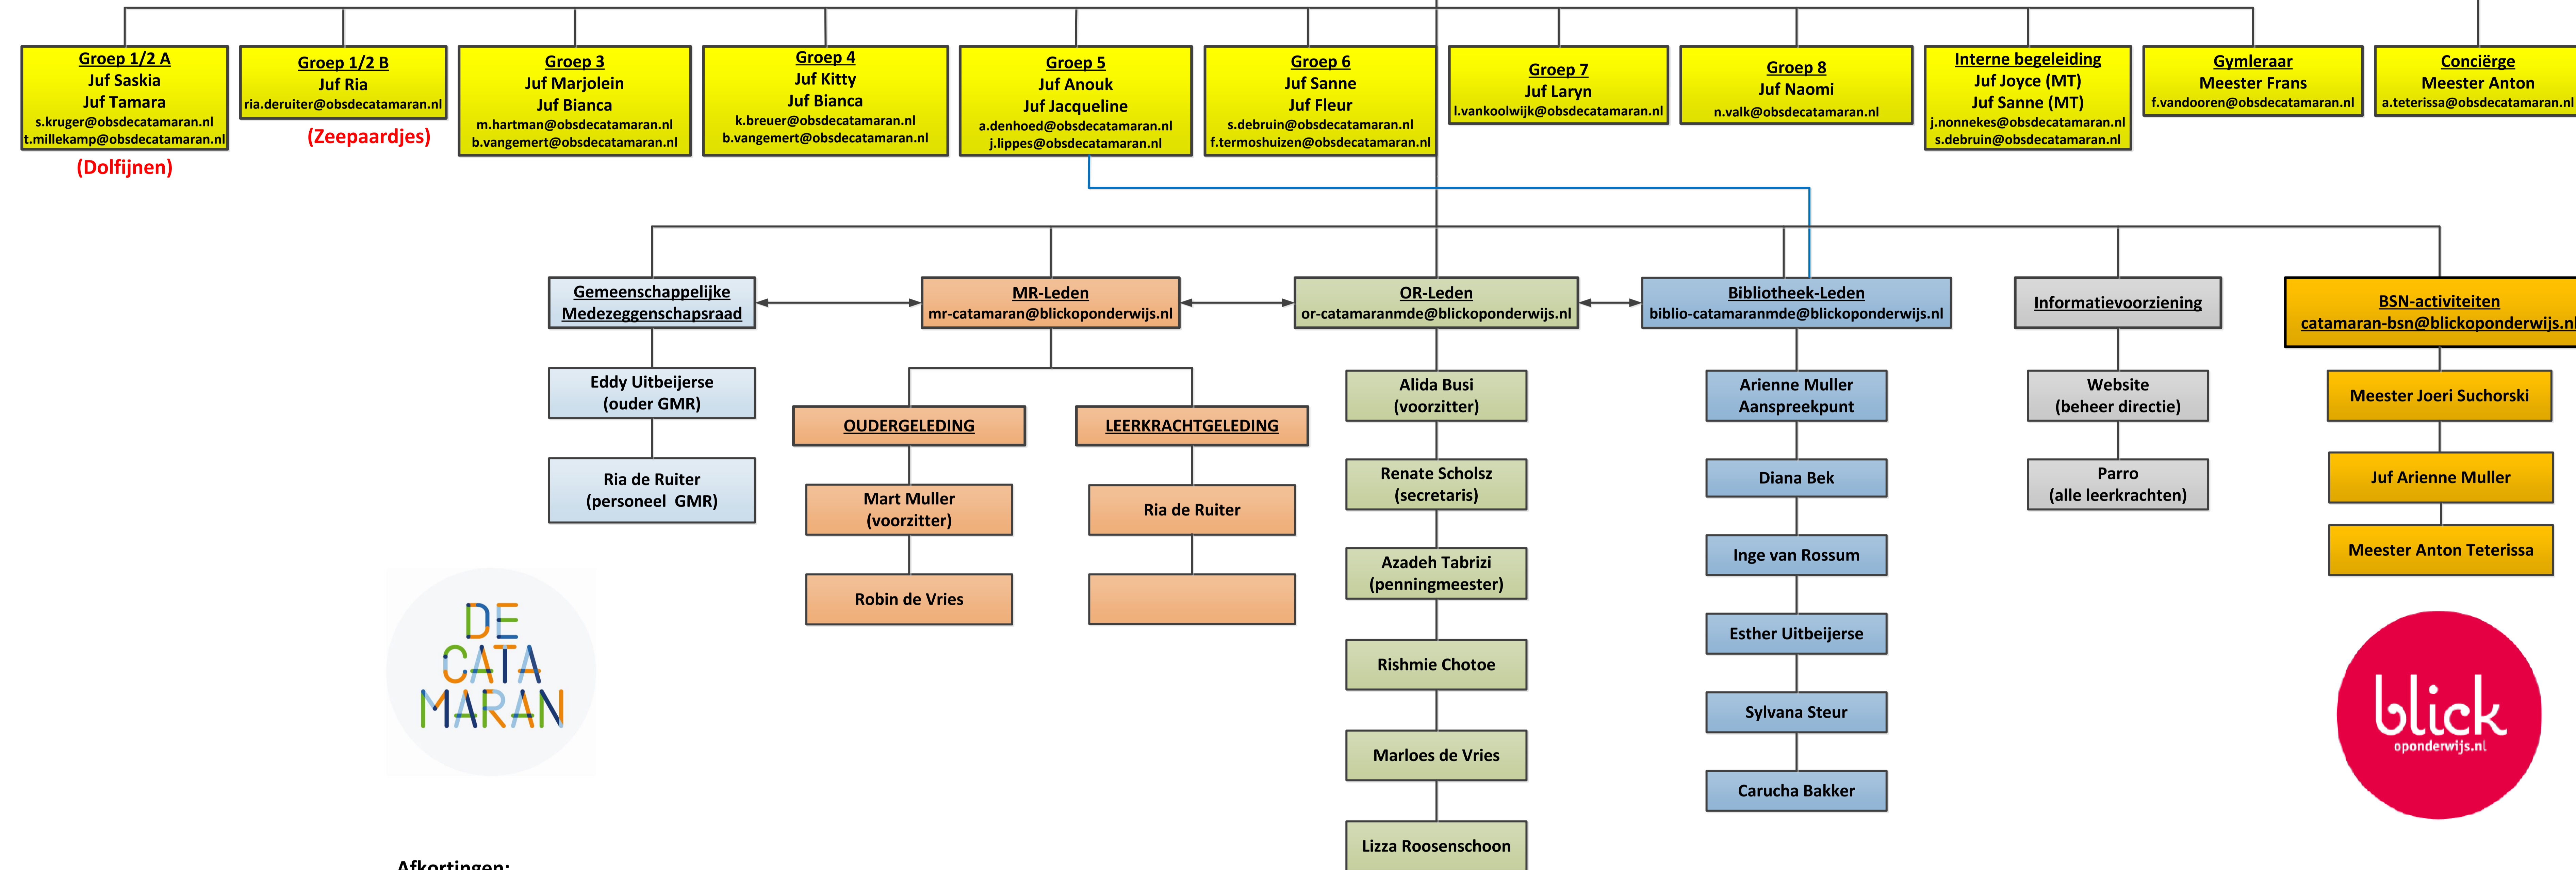 Groep 1/2 A
Juf Saskia
Juf Tamara
s.kruger@obsdecatamaran.nl
t.millekamp@obsdecatamaran.nl
(Dolfijnen)
Groep 1/2 B
Juf Ria
ria.deruiter@obsdecatamaran.nl
(Zeepaardjes)
Groep 3
Juf Marjolein
Juf Bianca
m.hartman@obsdecatamaran.nl
b.vangemert@obsdecatamaran.nl
Groep 4
Juf Kitty
Juf Bianca
k.breuer@obsdecatamaran.nl
b.vangemert@obsdecatamaran.nl
Groep 5
Juf Anouk
Juf Jacqueline
a.denhoed@obsdecatamaran.nl
j.lippes@obsdecatamaran.nl
Groep 6
Juf Sanne
Juf Fleur
s.debruin@obsdecatamaran.nl
f.termoshuizen@obsdecatamaran.nl
Groep 7
Juf Laryn
l.vankoolwijk@obsdecatamaran.nl
Groep 8
Juf Naomi
n.valk@obsdecatamaran.nl
Interne begeleiding
Juf Joyce (MT)
Juf Sanne (MT)
j.nonnekes@obsdecatamaran.nl
s.debruin@obsdecatamaran.nl
Gymleraar
Meester Frans
f.vandooren@obsdecatamaran.nl
Conciërge
Meester Anton
a.teterissa@obsdecatamaran.nl
Gemeenschappelijke
Medezeggenschapsraad
Eddy Uitbeijerse
(ouder GMR)
Ria de Ruiter
(personeel GMR)
MR-Leden
mr-catamaran@blickoponderwijs.nl
OUDERGELEDING
Mart Muller
(voorzitter)
Robin de Vries
LEERKRACHTGELEDING
Ria de Ruiter
OR-Leden
or-catamaranmde@blickoponderwijs.nl
Alida Busi
(voorzitter)
Renate Scholsz
(secretaris)
Azadeh Tabrizi
(penningmeester)
Rishmie Chotoe
Marloes de Vries
Lizza Roosenschoon
Bibliotheek-Leden
biblio-catamaranmde@blickoponderwijs.nl
Arienne Muller
Aanspreekpunt
Diana Bek
Inge van Rossum
Esther Uitbeijerse
Sylvana Steur
Carucha Bakker
Informatievoorziening
Website
(beheer directie)
Parro
(alle leerkrachten)
BSN-activiteiten
catamaran-bsn@blickoponderwijs.nl
Meester Joeri Suchorski
Juf Arienne Muller
Meester Anton Teterissa
DE
CATA
MARAN
blick
oponderwijs.nl
Afkortingen: